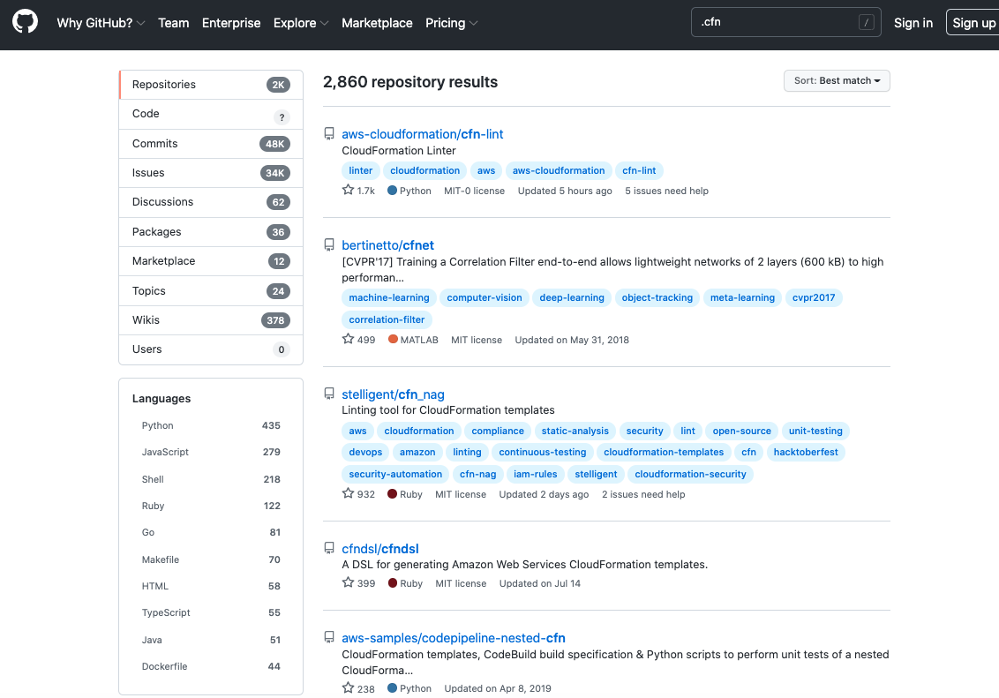 Why GitHub? Team Enterprise Explore Marketplace Pricing .cfn / Sign in Sign up
Repositories 2K
Code ?
Commits 48K
Issues 34K
Discussions 62
Packages 36
Marketplace 12
Topics 24
Wikis 378
Users 0
Languages
Python 435
JavaScript 279
Shell 218
Ruby 122
Go 81
Makefile 70
HTML 58
TypeScript 55
Java 51
Dockerfile 44
2,860 repository results Sort: Best match
aws-cloudformation/cfn-lint
CloudFormation Linter
linter cloudformation aws aws-cloudformation cfn-lint
1.7k Python MIT-0 license Updated 5 hours ago 5 issues need help
bertinetto/cfnet
[CVPR'17] Training a Correlation Filter end-to-end allows lightweight networks of 2 layers (600 kB) to high
performan...
machine-learning computer-vision deep-learning object-tracking meta-learning cvpr2017
correlation-filter
499 MATLAB MIT license Updated on May 31, 2018
stelligent/cfn_nag
Linting tool for CloudFormation templates
aws cloudformation compliance static-analysis security lint open-source unit-testing
devops amazon linting continuous-testing cloudformation-templates cfn hacktoberfest
security-automation cfn-nag iam-rules stelligent cloudformation-security
932 Ruby MIT license Updated 2 days ago 2 issues need help
cfndsl/cfndsl
A DSL for generating Amazon Web Services CloudFormation templates.
399 Ruby MIT license Updated on Jul 14
aws-samples/codepipeline-nested-cfn
CloudFormation templates, CodeBuild build specification & Python scripts to perform unit tests of a nested
CloudForma...
238 Python Updated on Apr 8, 2019